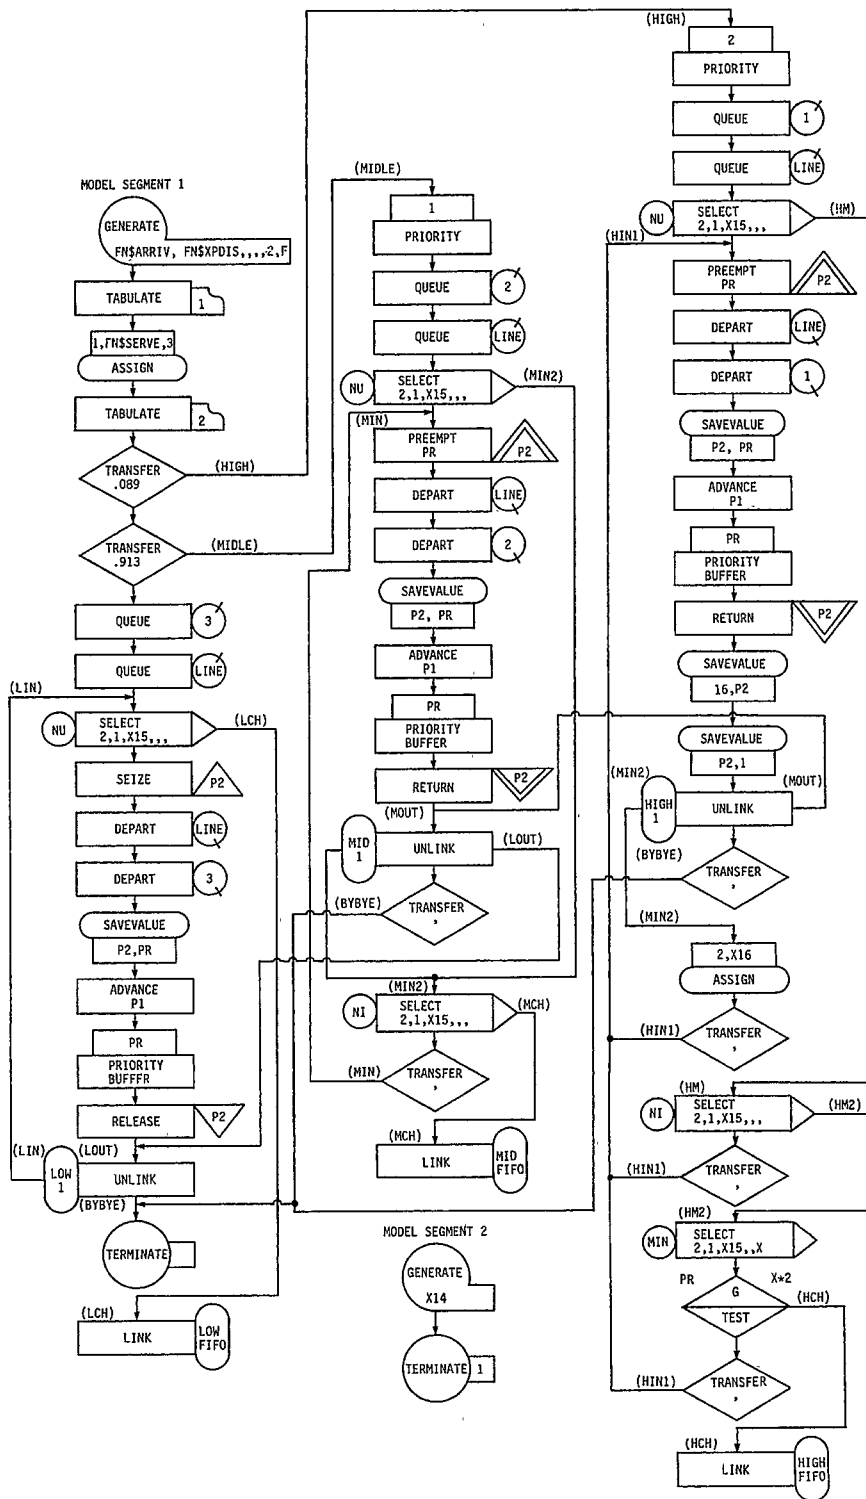 MODEL SEGMENT 1
GENERATE
FN$ARRIV, FN$XPDIS,,,,2,F
TABULATE
1
1,FN$SERVE,3
ASSIGN
TABULATE
2
TRANSFER
.089
(HIGH)
TRANSFER
.913
(MIDLE)
QUEUE
3
QUEUE
LINE
(LIN)
NU
SELECT
2,1,X15,,,
(LCH)
SEIZE
P2
DEPART
LINE
DEPART
3
SAVEVALUE
P2,PR
ADVANCE
P1
PR
PRIORITY
BUFFFR
RELEASE
P2
(LIN)
(LOUT)
LOW
1
UNLINK
(BYBYE)
TERMINATE
(LCH)
LINK
LOW
FIFO
(MIDLE)
1
PRIORITY
QUEUE
2
QUEUE
LINE
NU
SELECT
2,1,X15,,,
(MIN2)
(MIN)
PREEMPT
PR
P2
DEPART
LINE
DEPART
2
SAVEVALUE
P2, PR
ADVANCE
P1
PR
PRIORITY
BUFFER
RETURN
P2
(MOUT)
MID
1
UNLINK
(LOUT)
(BYBYE)
TRANSFER
,
(MIN2)
NI
SELECT
2,1,X15,,,
(MCH)
(MIN)
TRANSFER
,
(MCH)
LINK
MID
FIFO
MODEL SEGMENT 2
GENERATE
X14
TERMINATE
1
(HIGH)
2
PRIORITY
QUEUE
1
QUEUE
LINE
NU
SELECT
2,1,X15,,,
(HM)
(HIN1)
PREEMPT
PR
P2
DEPART
LINE
DEPART
1
SAVEVALUE
P2, PR
ADVANCE
P1
PR
PRIORITY
BUFFER
RETURN
P2
SAVEVALUE
16,P2
SAVEVALUE
P2,1
(MIN2)
(MOUT)
HIGH
1
UNLINK
(BYBYE)
TRANSFER
,
(MIN2)
2,X16
ASSIGN
(HIN1)
TRANSFER
,
(HM)
NI
SELECT
2,1,X15,,,
(HM2)
(HIN1)
TRANSFER
,
(HM2)
MIN
SELECT
2,1,X15,,X
PR
G
X*2
TEST
(HCH)
(HIN1)
TRANSFER
,
(HCH)
LINK
HIGH
FIFO